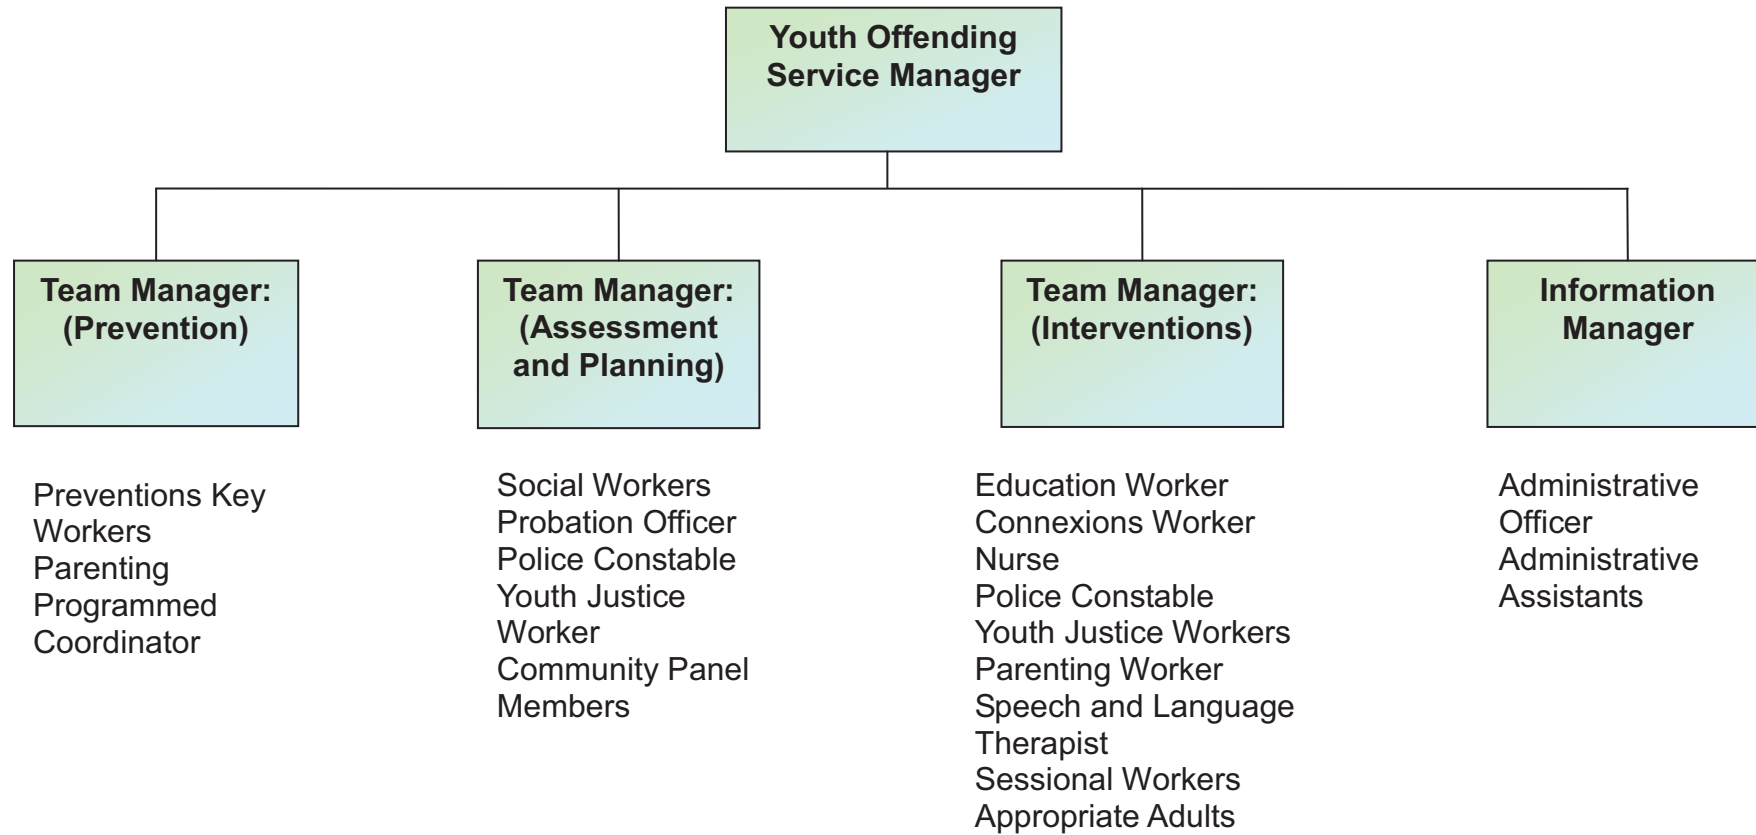 Youth Offending
Service Manager
Team Manager:
(Prevention)
Team Manager:
(Assessment
and Planning)
Team Manager:
(Interventions)
Information
Manager
Preventions Key
Workers
Parenting
Programmed
Coordinator
Social Workers
Probation Officer
Police Constable
Youth Justice
Worker
Community Panel
Members
Education Worker
Connexions Worker
Nurse
Police Constable
Youth Justice Workers
Parenting Worker
Speech and Language
Therapist
Sessional Workers
Appropriate Adults
Administrative
Officer
Administrative
Assistants